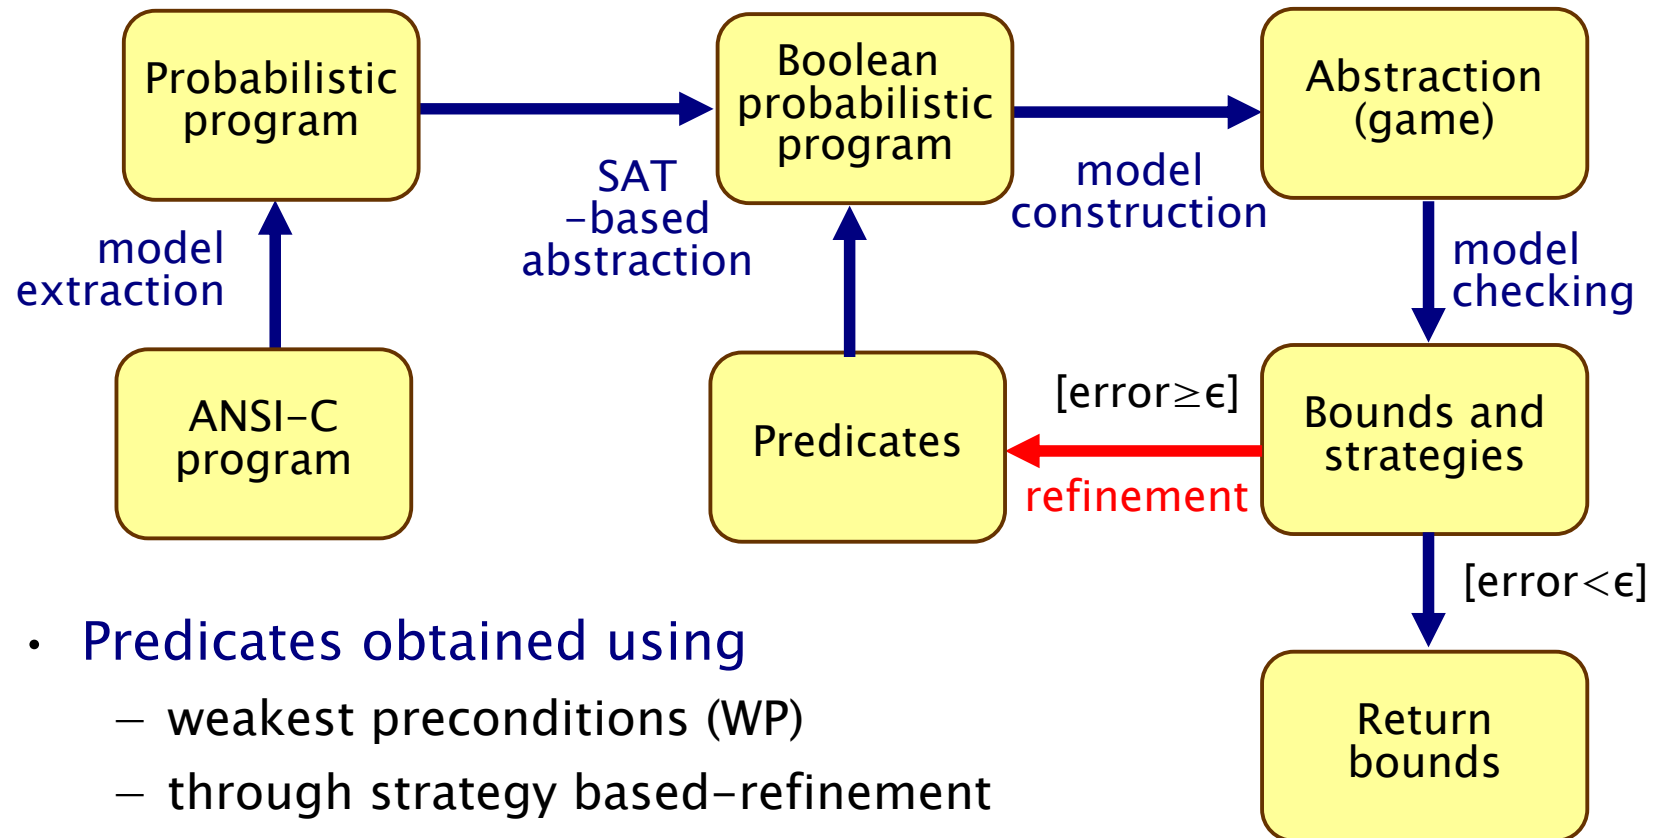 Probabilistic
program
Boolean
probabilistic
program
Abstraction
(game)
SAT
-based
abstraction
model
construction
model
extraction
model
checking
ANSI-C
program
Predicates
[error≥ϵ]
refinement
Bounds and
strategies
[error<ϵ]
Return
bounds
• Predicates obtained using
– weakest preconditions (WP)
– through strategy based-refinement